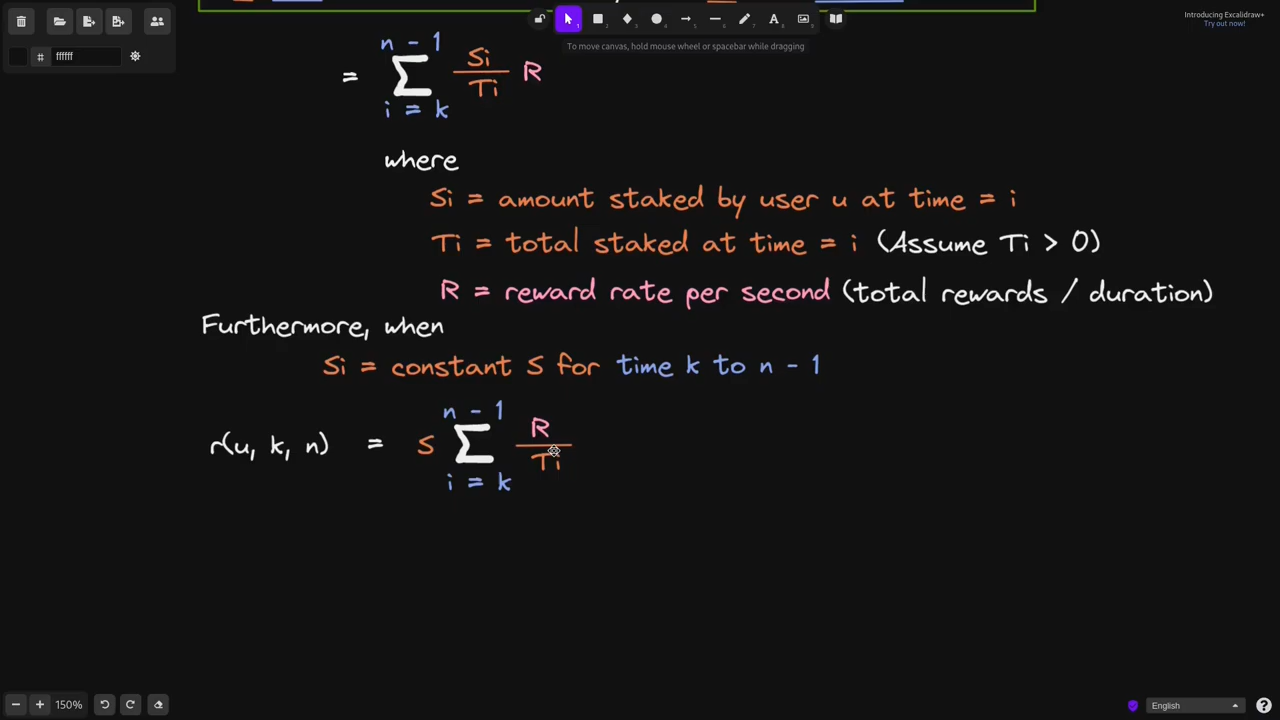 Introducing Excalidraw+
Try out now!
# ffffff
To move canvas, hold mouse wheel or spacebar while dragging
n - 1
= Σ Si / Ti R
i = k
where
Si = amount staked by user u at time = i
Ti = total staked at time = i (Assume Ti > 0)
R = reward rate per second (total rewards / duration)
Furthermore, when
Si = constant S for time k to n - 1
n - 1
r(u, k, n) = S Σ R / Ti
i = k
150%
English